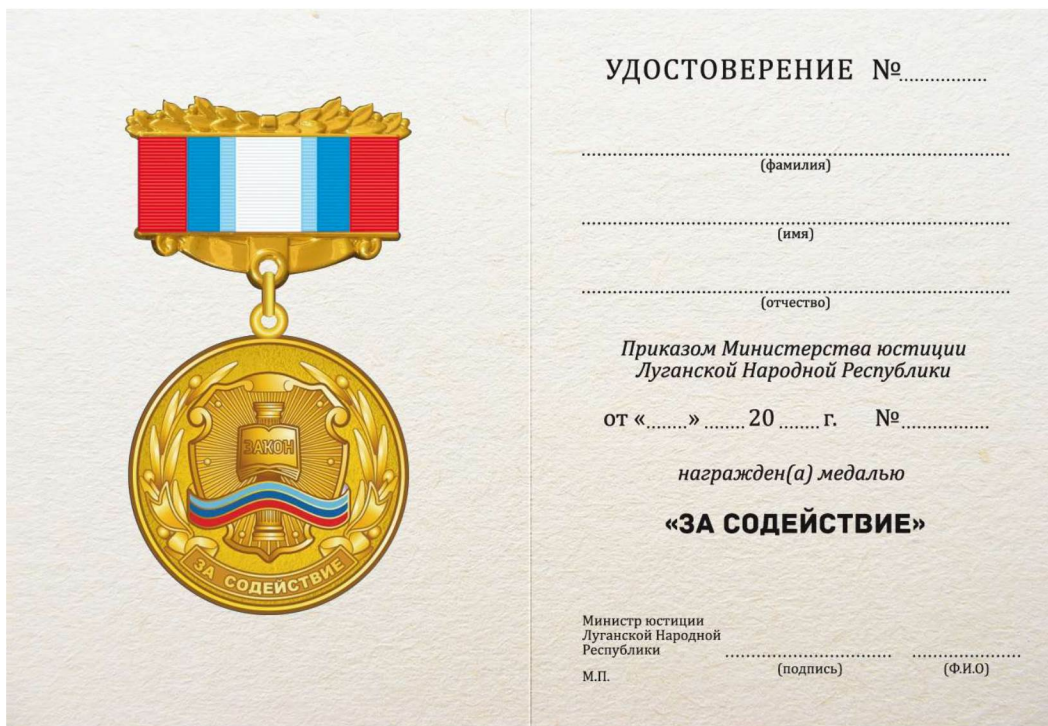 ЗАКОН
ЗА СОДЕЙСТВИЕ
УДОСТОВЕРЕНИЕ №.................
(фамилия)
(имя)
(отчество)
Приказом Министерства юстиции
Луганской Народной Республики
от «........» ........ 20 ........ г. №.................
награжден(а) медалью
«ЗА СОДЕЙСТВИЕ»
Министр юстиции
Луганской Народной
Республики
(подпись) (Ф.И.О)
М.П.